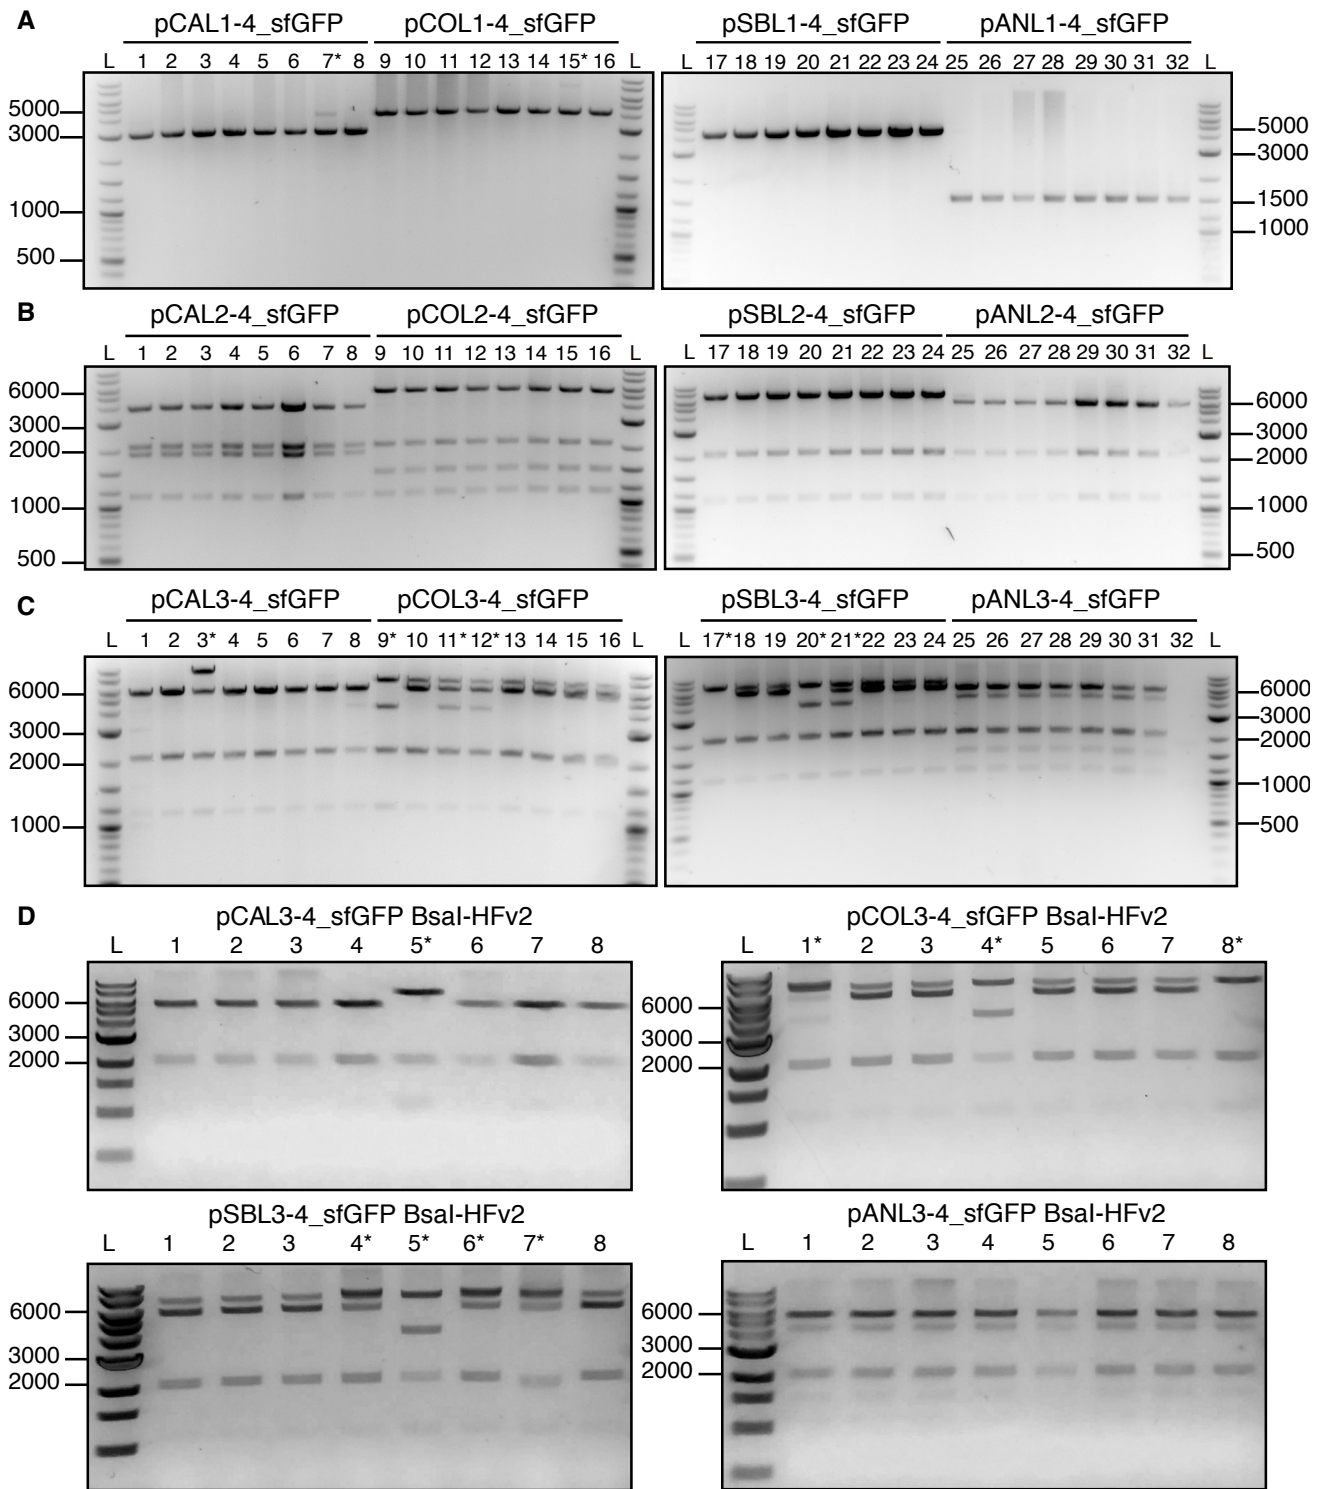 A
pCAL1-4_sfGFP pCOL1-4_sfGFP pSBL1-4_sfGFP pANL1-4_sfGFP
L 1 2 3 4 5 6 7* 8 9 10 11 12 13 14 15* 16 L L 17 18 19 20 21 22 23 24 25 26 27 28 29 30 31 32 L
5000 3000 1000 500
5000 3000 1500 1000
B
pCAL2-4_sfGFP pCOL2-4_sfGFP pSBL2-4_sfGFP pANL2-4_sfGFP
L 1 2 3 4 5 6 7 8 9 10 11 12 13 14 15 16 L L 17 18 19 20 21 22 23 24 25 26 27 28 29 30 31 32 L
6000 3000 2000 1000 500
6000 3000 2000 1000 500
C
pCAL3-4_sfGFP pCOL3-4_sfGFP pSBL3-4_sfGFP pANL3-4_sfGFP
L 1 2 3* 4 5 6 7 8 9* 10 11* 12* 13 14 15 16 L L 17* 18 19 20* 21* 22 23 24 25 26 27 28 29 30 31 32 L
6000 3000 2000 1000
6000 3000 2000 1000 500
D
pCAL3-4_sfGFP BsaI-HFv2
L 1 2 3 4 5* 6 7 8
6000
3000
2000
pCOL3-4_sfGFP BsaI-HFv2
L 1* 2 3 4* 5 6 7 8*
6000
3000
2000
pSBL3-4_sfGFP BsaI-HFv2
L 1 2 3 4* 5* 6* 7* 8
6000
3000
2000
pANL3-4_sfGFP BsaI-HFv2
L 1 2 3 4 5 6 7 8
6000
3000
2000